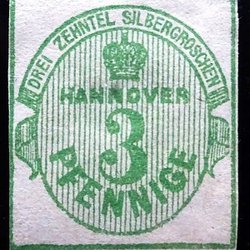 DREI ZEHNTEL SILBERGROSCHEN
HANNOVER
3
PFENNIGE